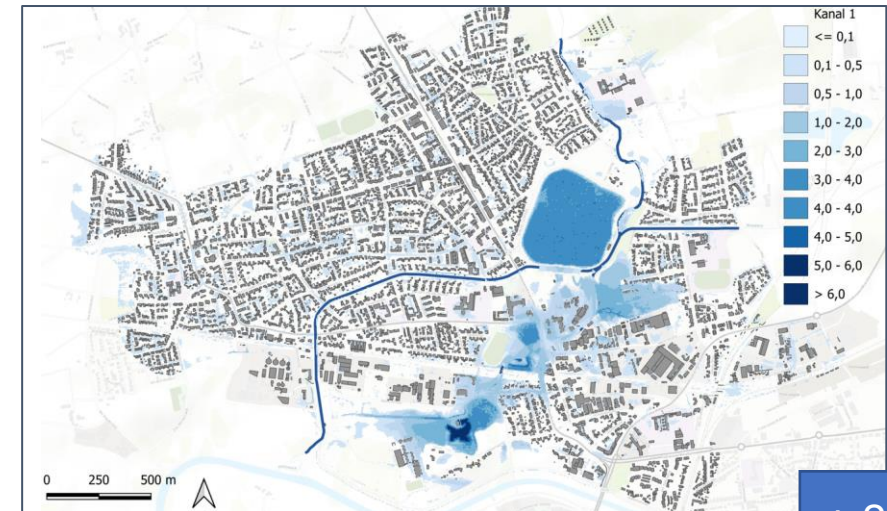 Kanal 1
<= 0,1
0,1 - 0,5
0,5 - 1,0
1,0 - 2,0
2,0 - 3,0
3,0 - 4,0
4,0 - 4,0
4,0 - 5,0
5,0 - 6,0
> 6,0
0 250 500 m